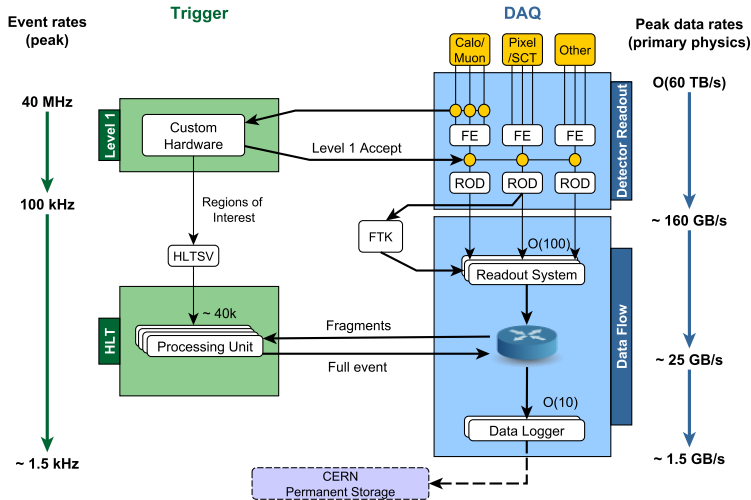 Trigger
DAQ
Event rates
(peak)
Peak data rates
(primary physics)
Calo/
Muon
Pixel
/SCT
Other
40 MHz
O(60 TB/s)
Level 1
Custom
Hardware
FE
FE
FE
Level 1 Accept
Detector Readout
ROD
ROD
ROD
100 kHz
Regions of
Interest
~ 160 GB/s
FTK
HLTSV
O(100)
Readout System
~ 40k
HLT
Processing Unit
Fragments
Full event
Data Flow
~ 25 GB/s
O(10)
Data Logger
~ 1.5 kHz
~ 1.5 GB/s
CERN
Permanent Storage